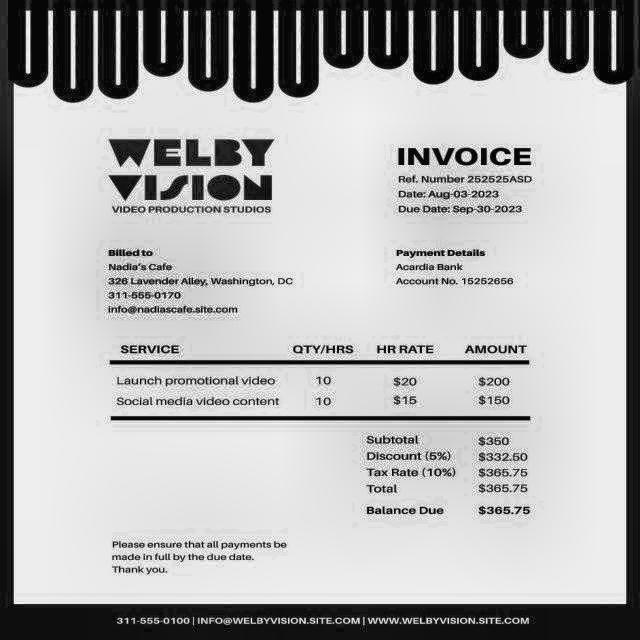 WELBY
VISION
VIDEO PRODUCTION STUDIOS
INVOICE
Ref. Number 252525ASD
Date: Aug-03-2023
Due Date: Sep-30-2023
Billed to
Nadia's Cafe
326 Lavender Alley, Washington, DC
311-555-0170
info@nadiascafe.site.com
Payment Details
Acardia Bank
Account No. 15252656
SERVICE QTY/HRS HR RATE AMOUNT
Launch promotional video 10 $20 $200
Social media video content 10 $15 $150
Subtotal $350
Discount (5%) $332.50
Tax Rate (10%) $365.75
Total $365.75
Balance Due $365.75
Please ensure that all payments be
made in full by the due date.
Thank you.
311-555-0100 | INFO@WELBYVISION.SITE.COM | WWW.WELBYVISION.SITE.COM